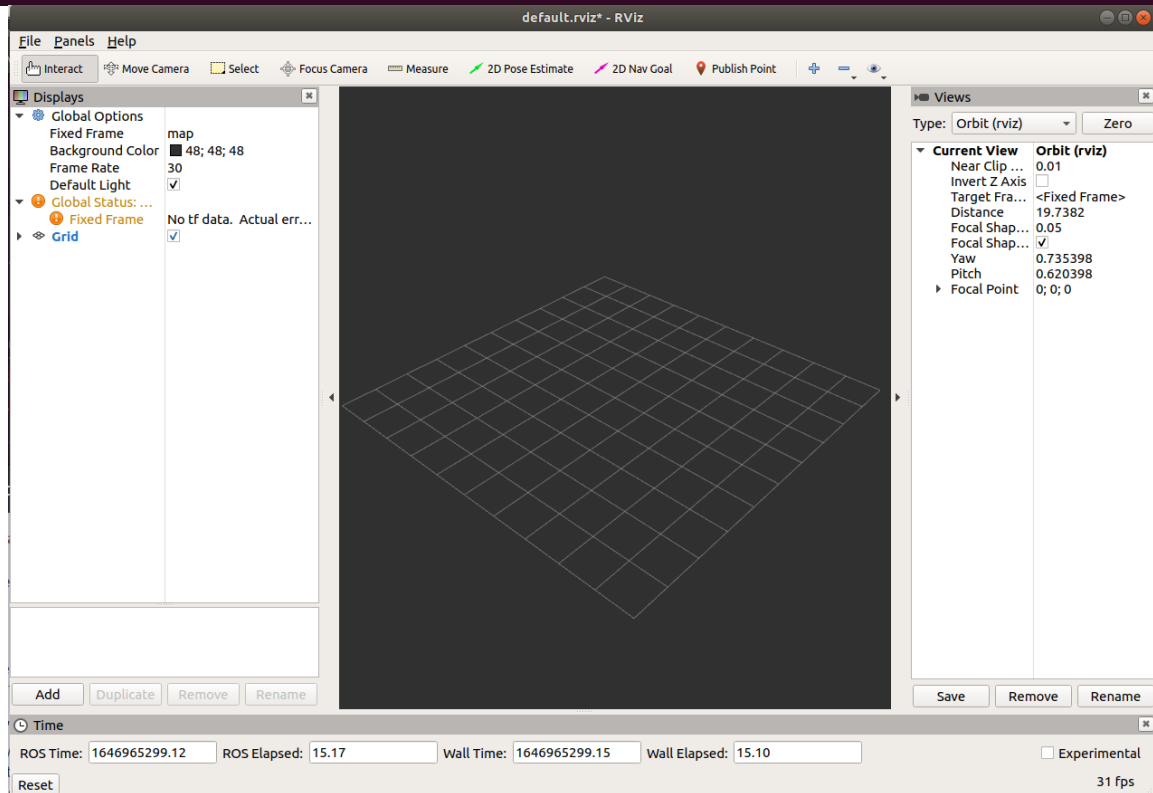 default.rviz* - RViz
File Panels Help
Interact Move Camera Select Focus Camera Measure 2D Pose Estimate 2D Nav Goal Publish Point
Displays
Global Options
Fixed Frame map
Background Color 48; 48; 48
Frame Rate 30
Default Light
Global Status: ...
Fixed Frame No tf data. Actual err...
Grid
Add Duplicate Remove Rename
Views
Type: Orbit (rviz) Zero
Current View Orbit (rviz)
Near Clip ... 0.01
Invert Z Axis
Target Fra... <Fixed Frame>
Distance 19.7382
Focal Shap... 0.05
Focal Shap...
Yaw 0.735398
Pitch 0.620398
Focal Point 0; 0; 0
Save Remove Rename
Time
ROS Time: 1646965299.12 ROS Elapsed: 15.17 Wall Time: 1646965299.15 Wall Elapsed: 15.10 Experimental
Reset 31 fps